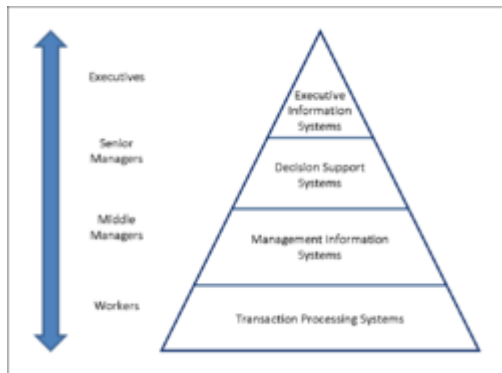 Executives
Executive
Information
Systems
Senior
Managers
Decision Support
Systems
Middle
Managers
Management Information
Systems
Workers
Transaction Processing Systems